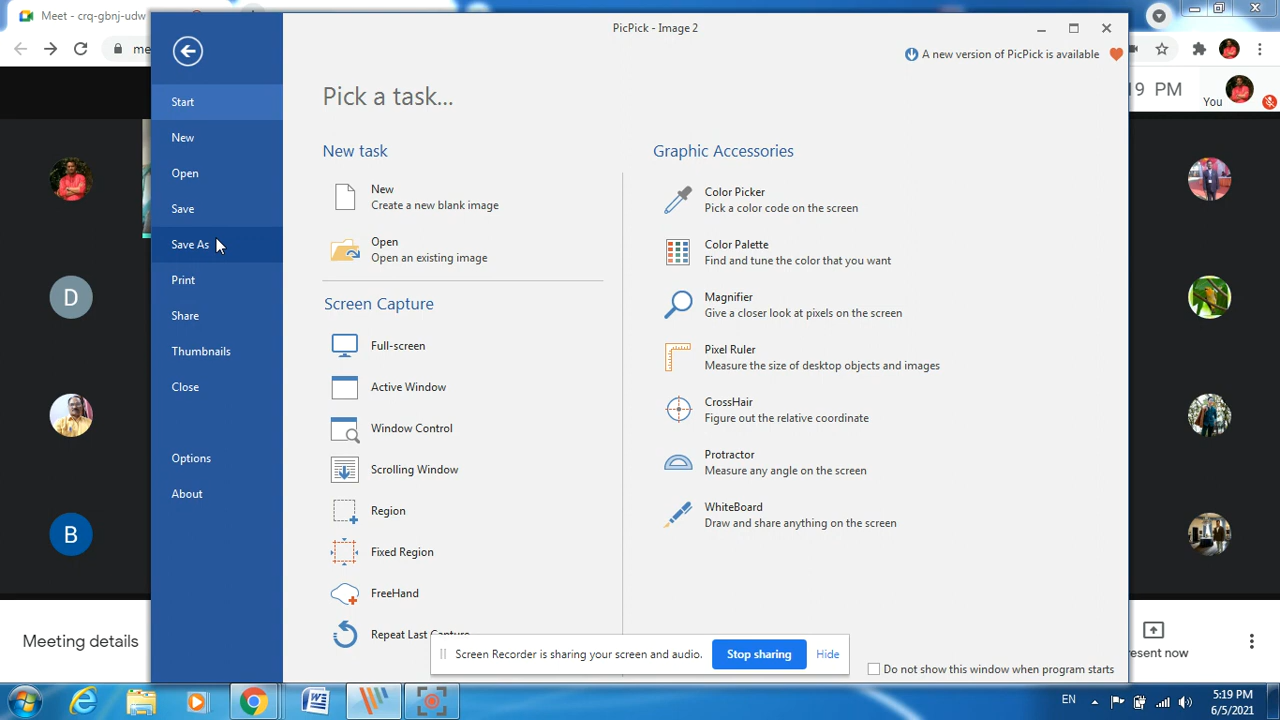 Meet - crq-gbnj-udw
PicPick - Image 2
me
A new version of PicPick is available
19 PM
You
Start
New
Open
Save
Save As
Print
Share
Thumbnails
Close
Options
About
Pick a task...
New task
New
Create a new blank image
Open
Open an existing image
Screen Capture
Full-screen
Active Window
Window Control
Scrolling Window
Region
Fixed Region
FreeHand
Repeat Last Capture
Graphic Accessories
Color Picker
Pick a color code on the screen
Color Palette
Find and tune the color that you want
Magnifier
Give a closer look at pixels on the screen
Pixel Ruler
Measure the size of desktop objects and images
CrossHair
Figure out the relative coordinate
Protractor
Measure any angle on the screen
WhiteBoard
Draw and share anything on the screen
D
B
Meeting details
Screen Recorder is sharing your screen and audio.
Stop sharing
Hide
Do not show this window when program starts
resent now
EN
5:19 PM
6/5/2021